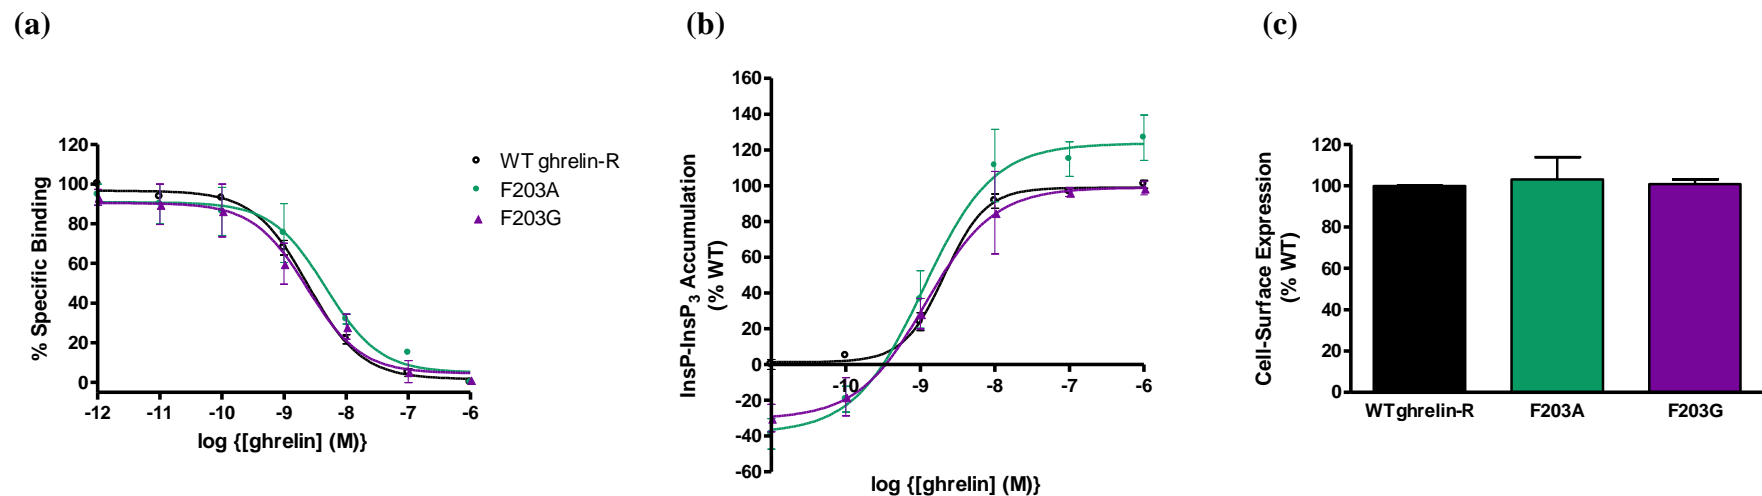 (a)
(b)
(c)
% Specific Binding
120
100
80
60
40
20
0
-12
-11
-10
-9
-8
-7
-6
log {[ghrelin] (M)}
WT ghrelin-R
F203A
F203G
InsP-InsP3 Accumulation
(% WT)
160
140
120
100
80
60
40
20
0
-20
-40
-60
-10
-9
-8
-7
-6
log {[ghrelin] (M)}
Cell-Surface Expression
(% WT)
120
100
80
60
40
20
0
WT ghrelin-R
F203A
F203G